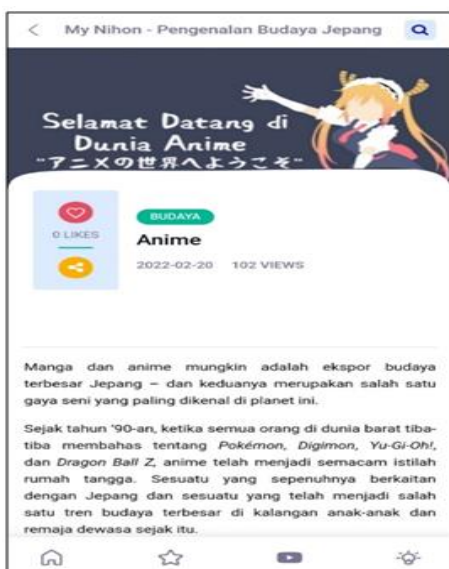 My Nihon - Pengenalan Budaya Jepang
Selamat Datang di
Dunia Anime
"アニメの世界へようこそ"
0 LIKES
BUDAYA
Anime
2022-02-20 102 VIEWS
Manga dan anime mungkin adalah ekspor budaya
terbesar Jepang – dan keduanya merupakan salah satu
gaya seni yang paling dikenal di planet ini.
Sejak tahun '90-an, ketika semua orang di dunia barat tiba-
tiba membahas tentang Pokémon, Digimon, Yu-Gi-Oh!,
dan Dragon Ball Z, anime telah menjadi semacam istilah
rumah tangga. Sesuatu yang sepenuhnya berkaitan
dengan Jepang dan sesuatu yang telah menjadi salah
satu tren budaya terbesar di kalangan anak-anak dan
remaja dewasa sejak itu.